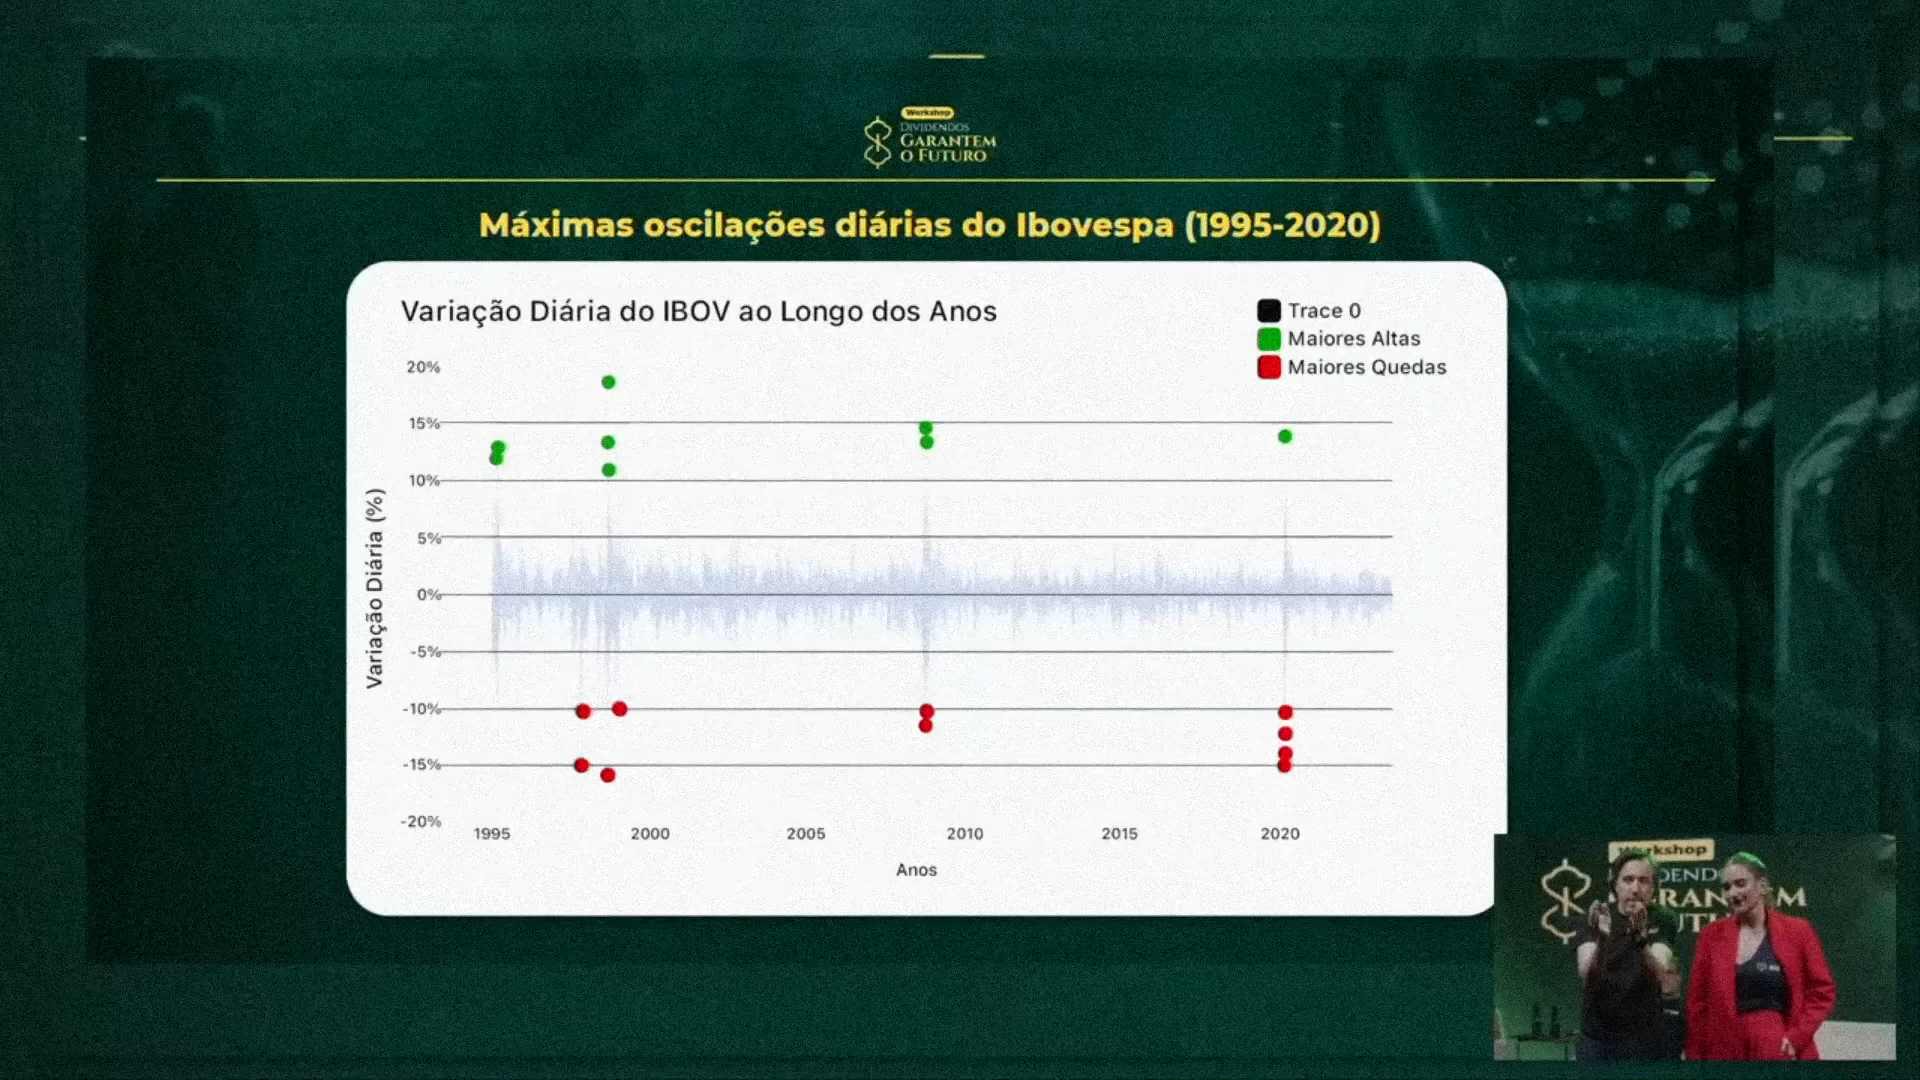 Workshop
DIVIDENDOS
GARANTEM
O FUTURO
Máximas oscilações diárias do Ibovespa (1995-2020)
Variação Diária do IBOV ao Longo dos Anos
Trace 0
Maiores Altas
Maiores Quedas
Variação Diária (%)
20%
15%
10%
5%
0%
-5%
-10%
-15%
-20%
1995 2000 2005 2010 2015 2020
Anos
Workshop